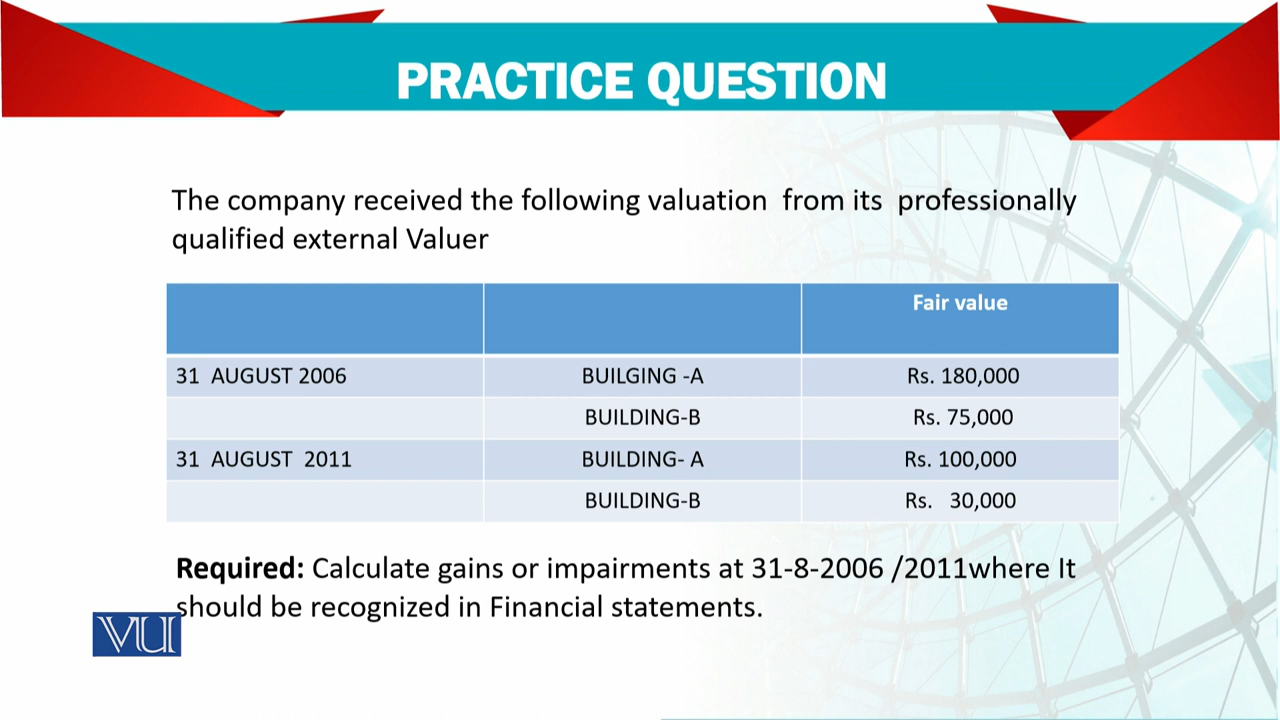 PRACTICE QUESTION
The company received the following valuation from its professionally
qualified external Valuer
Fair value
31 AUGUST 2006 BUILGING -A Rs. 180,000
BUILDING-B Rs. 75,000
31 AUGUST 2011 BUILDING- A Rs. 100,000
BUILDING-B Rs. 30,000
Required: Calculate gains or impairments at 31-8-2006 /2011where It
should be recognized in Financial statements.
VU